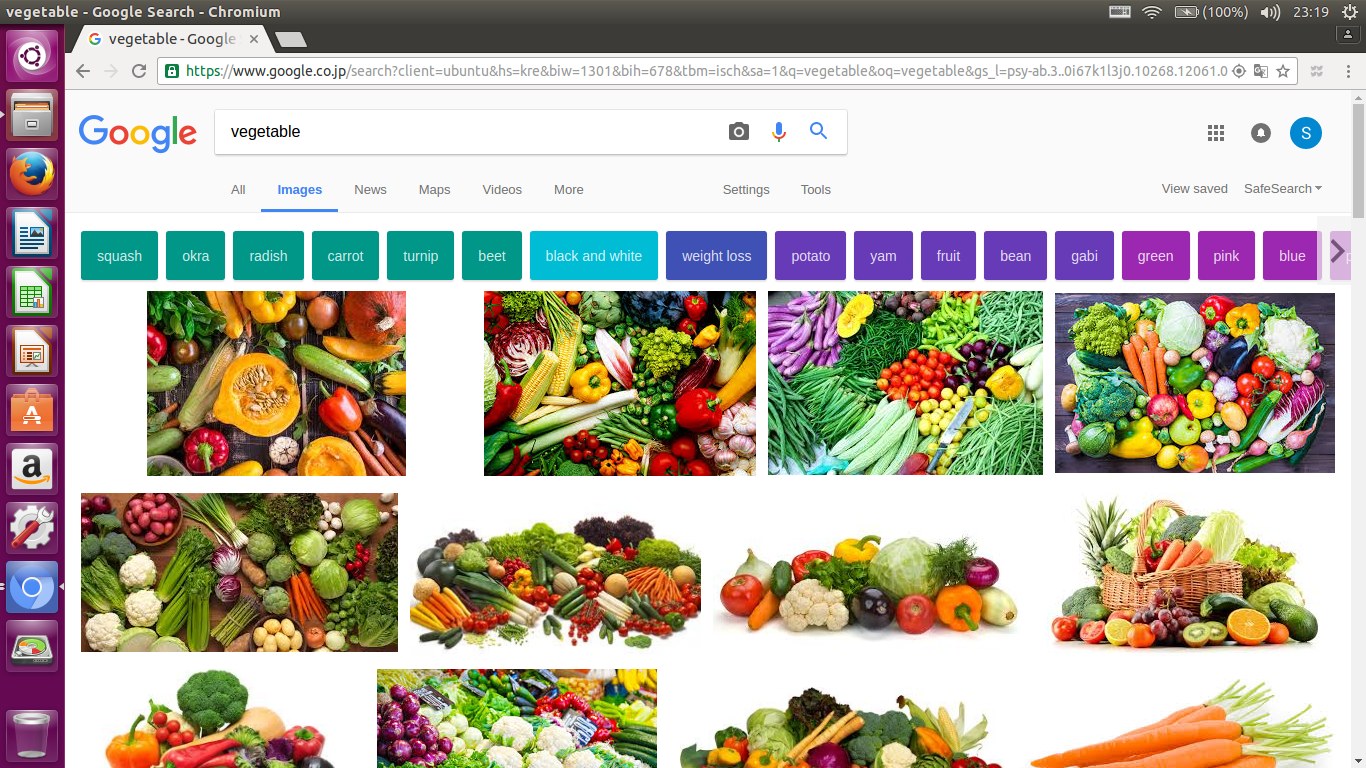 vegetable - Google Search - Chromium
(100%)
23:19
vegetable - Google
https://www.google.co.jp/search?client=ubuntu&hs=kre&biw=1301&bih=678&tbm=isch&sa=1&q=vegetable&oq=vegetable&gs_l=psy-ab.3..0i67k1l3j0.10268.12061.0
Google
vegetable
S
All Images News Maps Videos More Settings Tools
View saved SafeSearch
squash okra radish carrot turnip beet black and white weight loss potato yam fruit bean gabi green pink blue